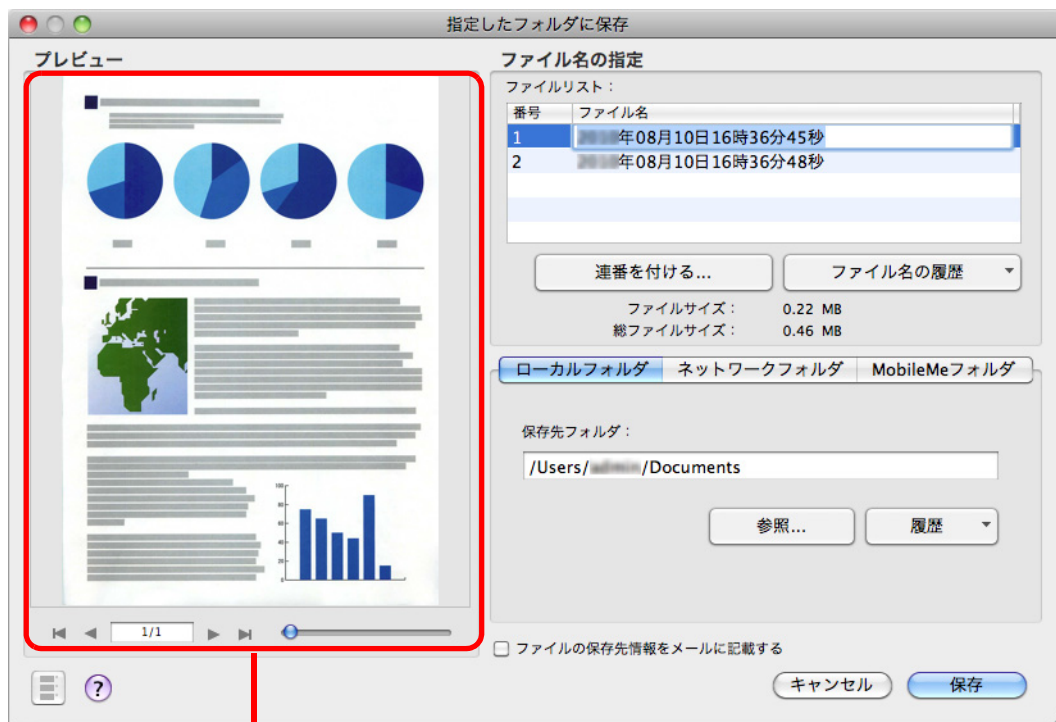 指定したフォルダに保存
プレビュー
1/1
ファイル名の指定
ファイルリスト：
番号 ファイル名
1 年08月10日16時36分45秒
2 年08月10日16時36分48秒
連番を付ける... ファイル名の履歴
ファイルサイズ： 0.22 MB
総ファイルサイズ： 0.46 MB
ローカルフォルダ ネットワークフォルダ MobileMeフォルダ
保存先フォルダ：
/Users/ /Documents
参照... 履歴
ファイルの保存先情報をメールに記載する
?
キャンセル 保存